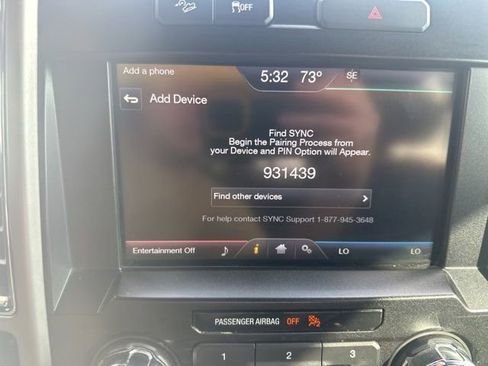 OFF
Add a phone
5:32 73° SE
Add Device
Find SYNC
Begin the Pairing Process from
your Device and PIN Option will Appear.
931439
Find other devices
For help contact SYNC Support 1-877-945-3648
Entertainment Off i LO LO
PASSENGER AIRBAG OFF 2
1 2 3